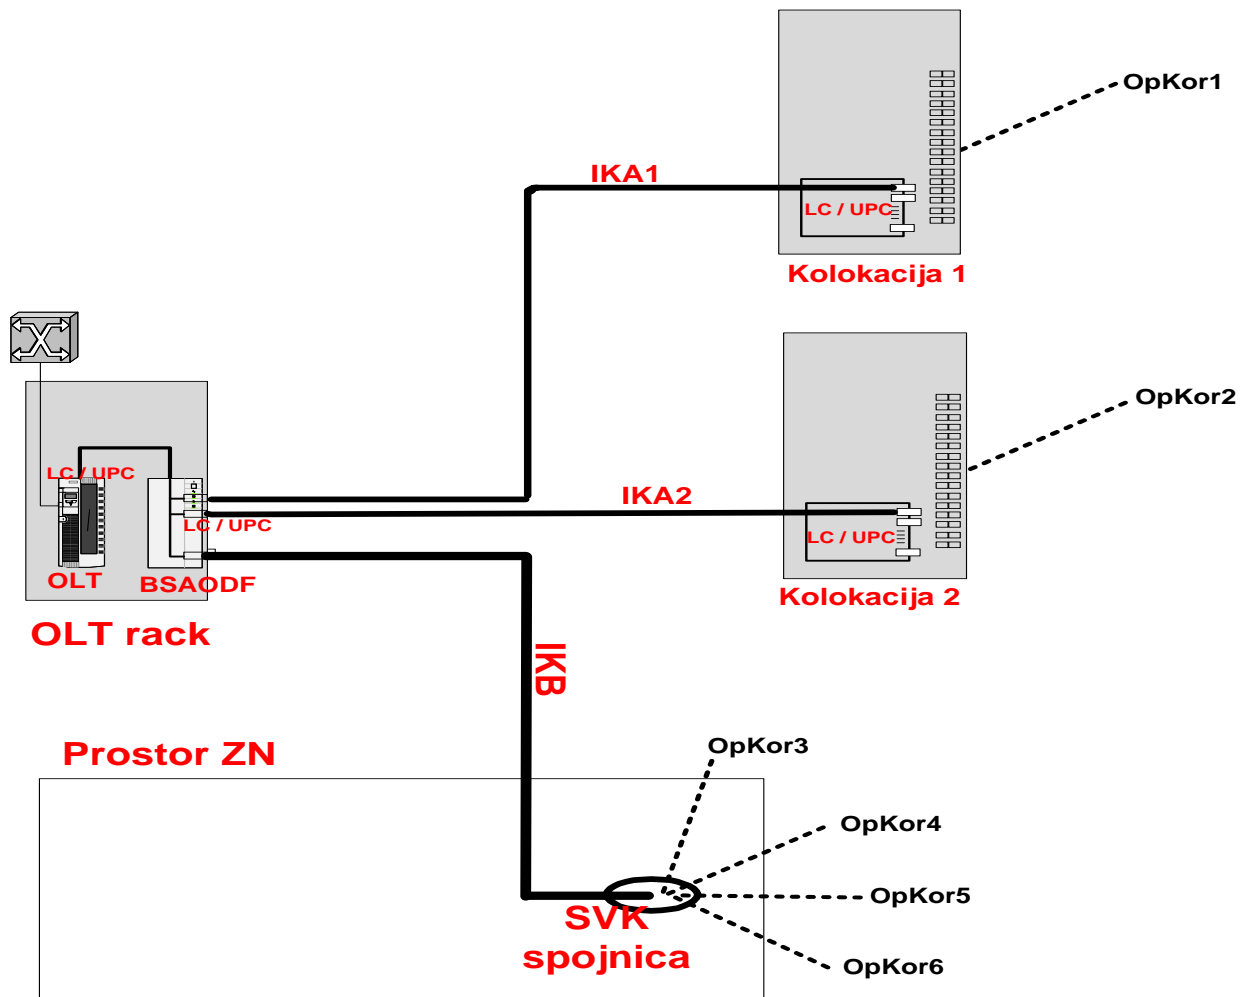 OpKor1
IKA1
LC / UPC
Kolokacija 1
OpKor2
LC / UPC
IKA2
LC / UPC
LC / UPC
OLT
BSAODF
Kolokacija 2
OLT rack
IKB
Prostor ZN
OpKor3
OpKor4
OpKor5
SVK
spojnica
OpKor6